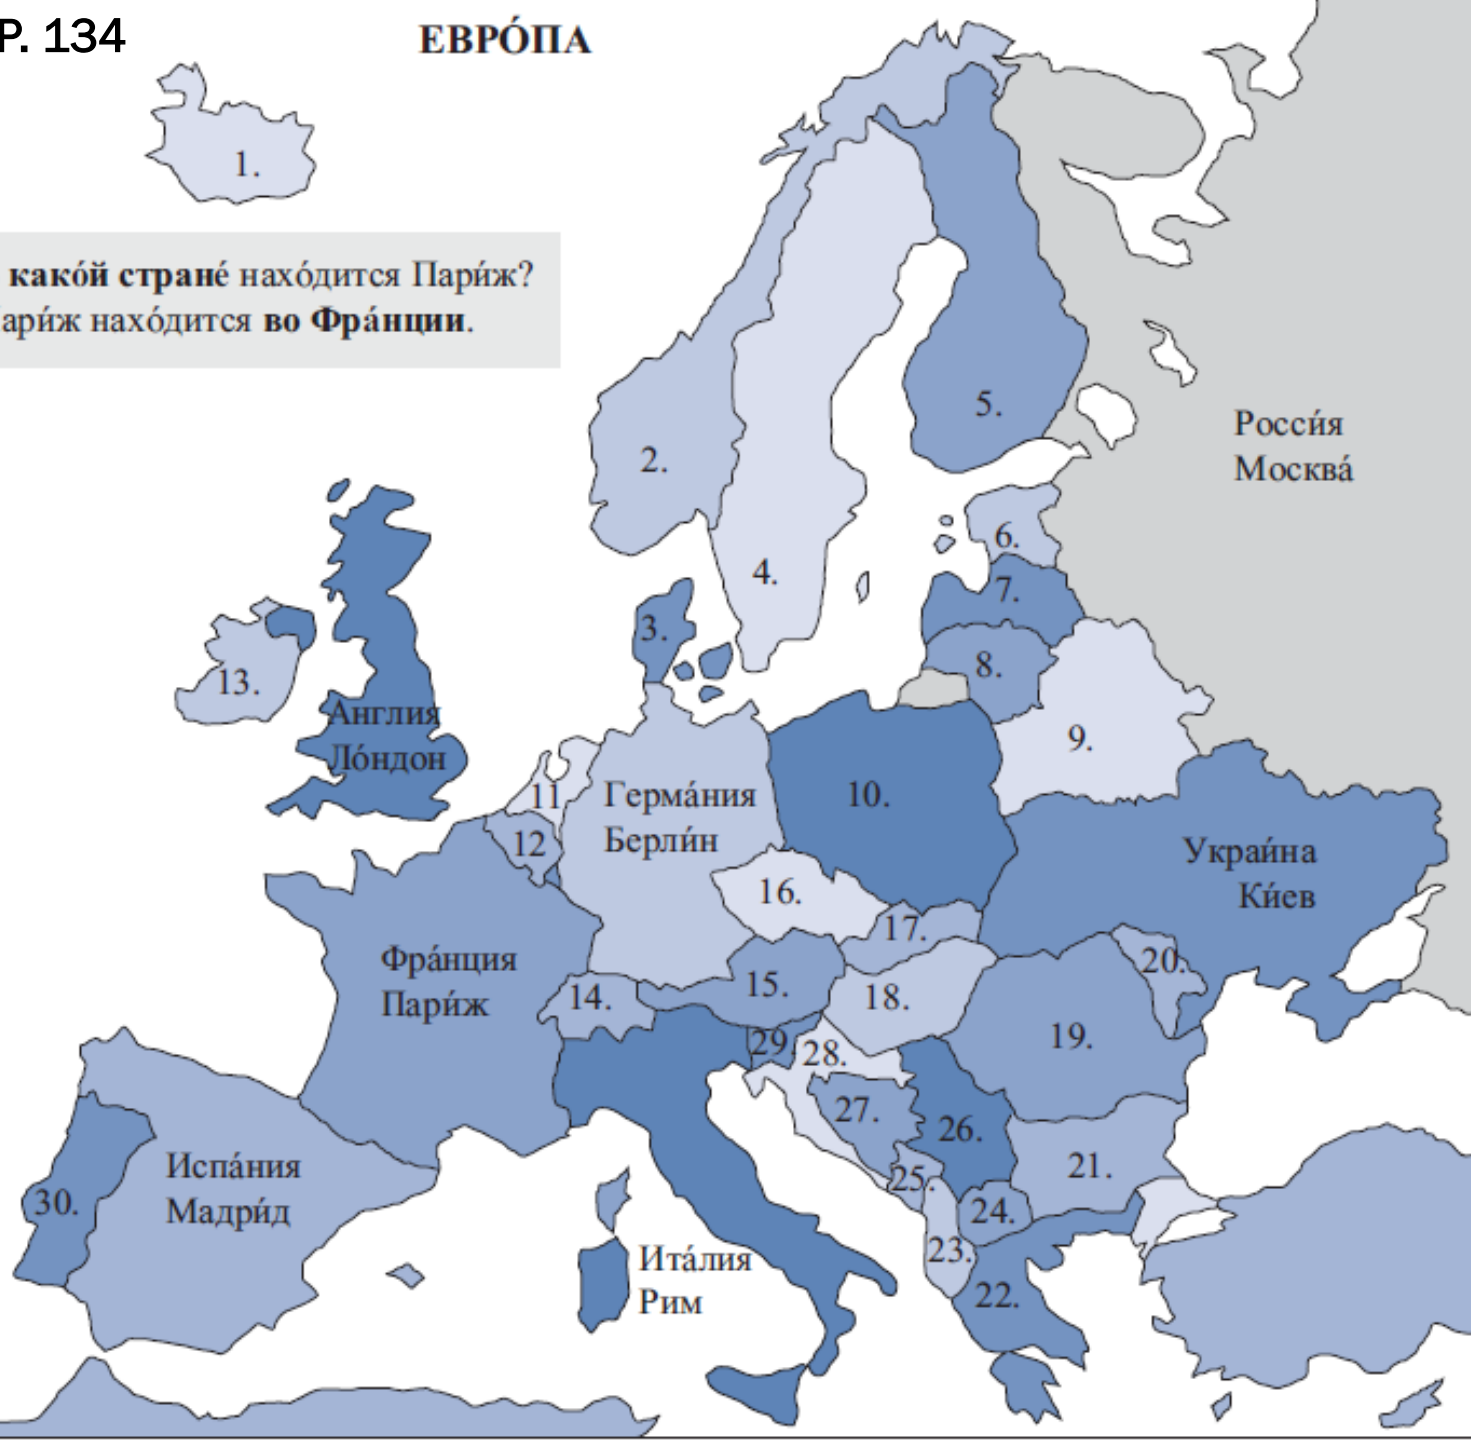 P. 134
ЕВРО́ПА
1.
како́й стране́ нахо́дится Пари́ж?
ари́ж нахо́дится во Фра́нции.
2.
5.
Росси́я
Москва́
4.
6.
7.
3.
8.
13.
Англия
Ло́ндон
9.
11
12
Герма́ния
Берли́н
10.
Украи́на
Ки́ев
16.
17.
Фра́нция
Пари́ж
14.
15.
18.
20.
19.
29.
28.
27.
26.
25.
21.
24.
23.
22.
30.
Испа́ния
Мадри́д
Ита́лия
Рим